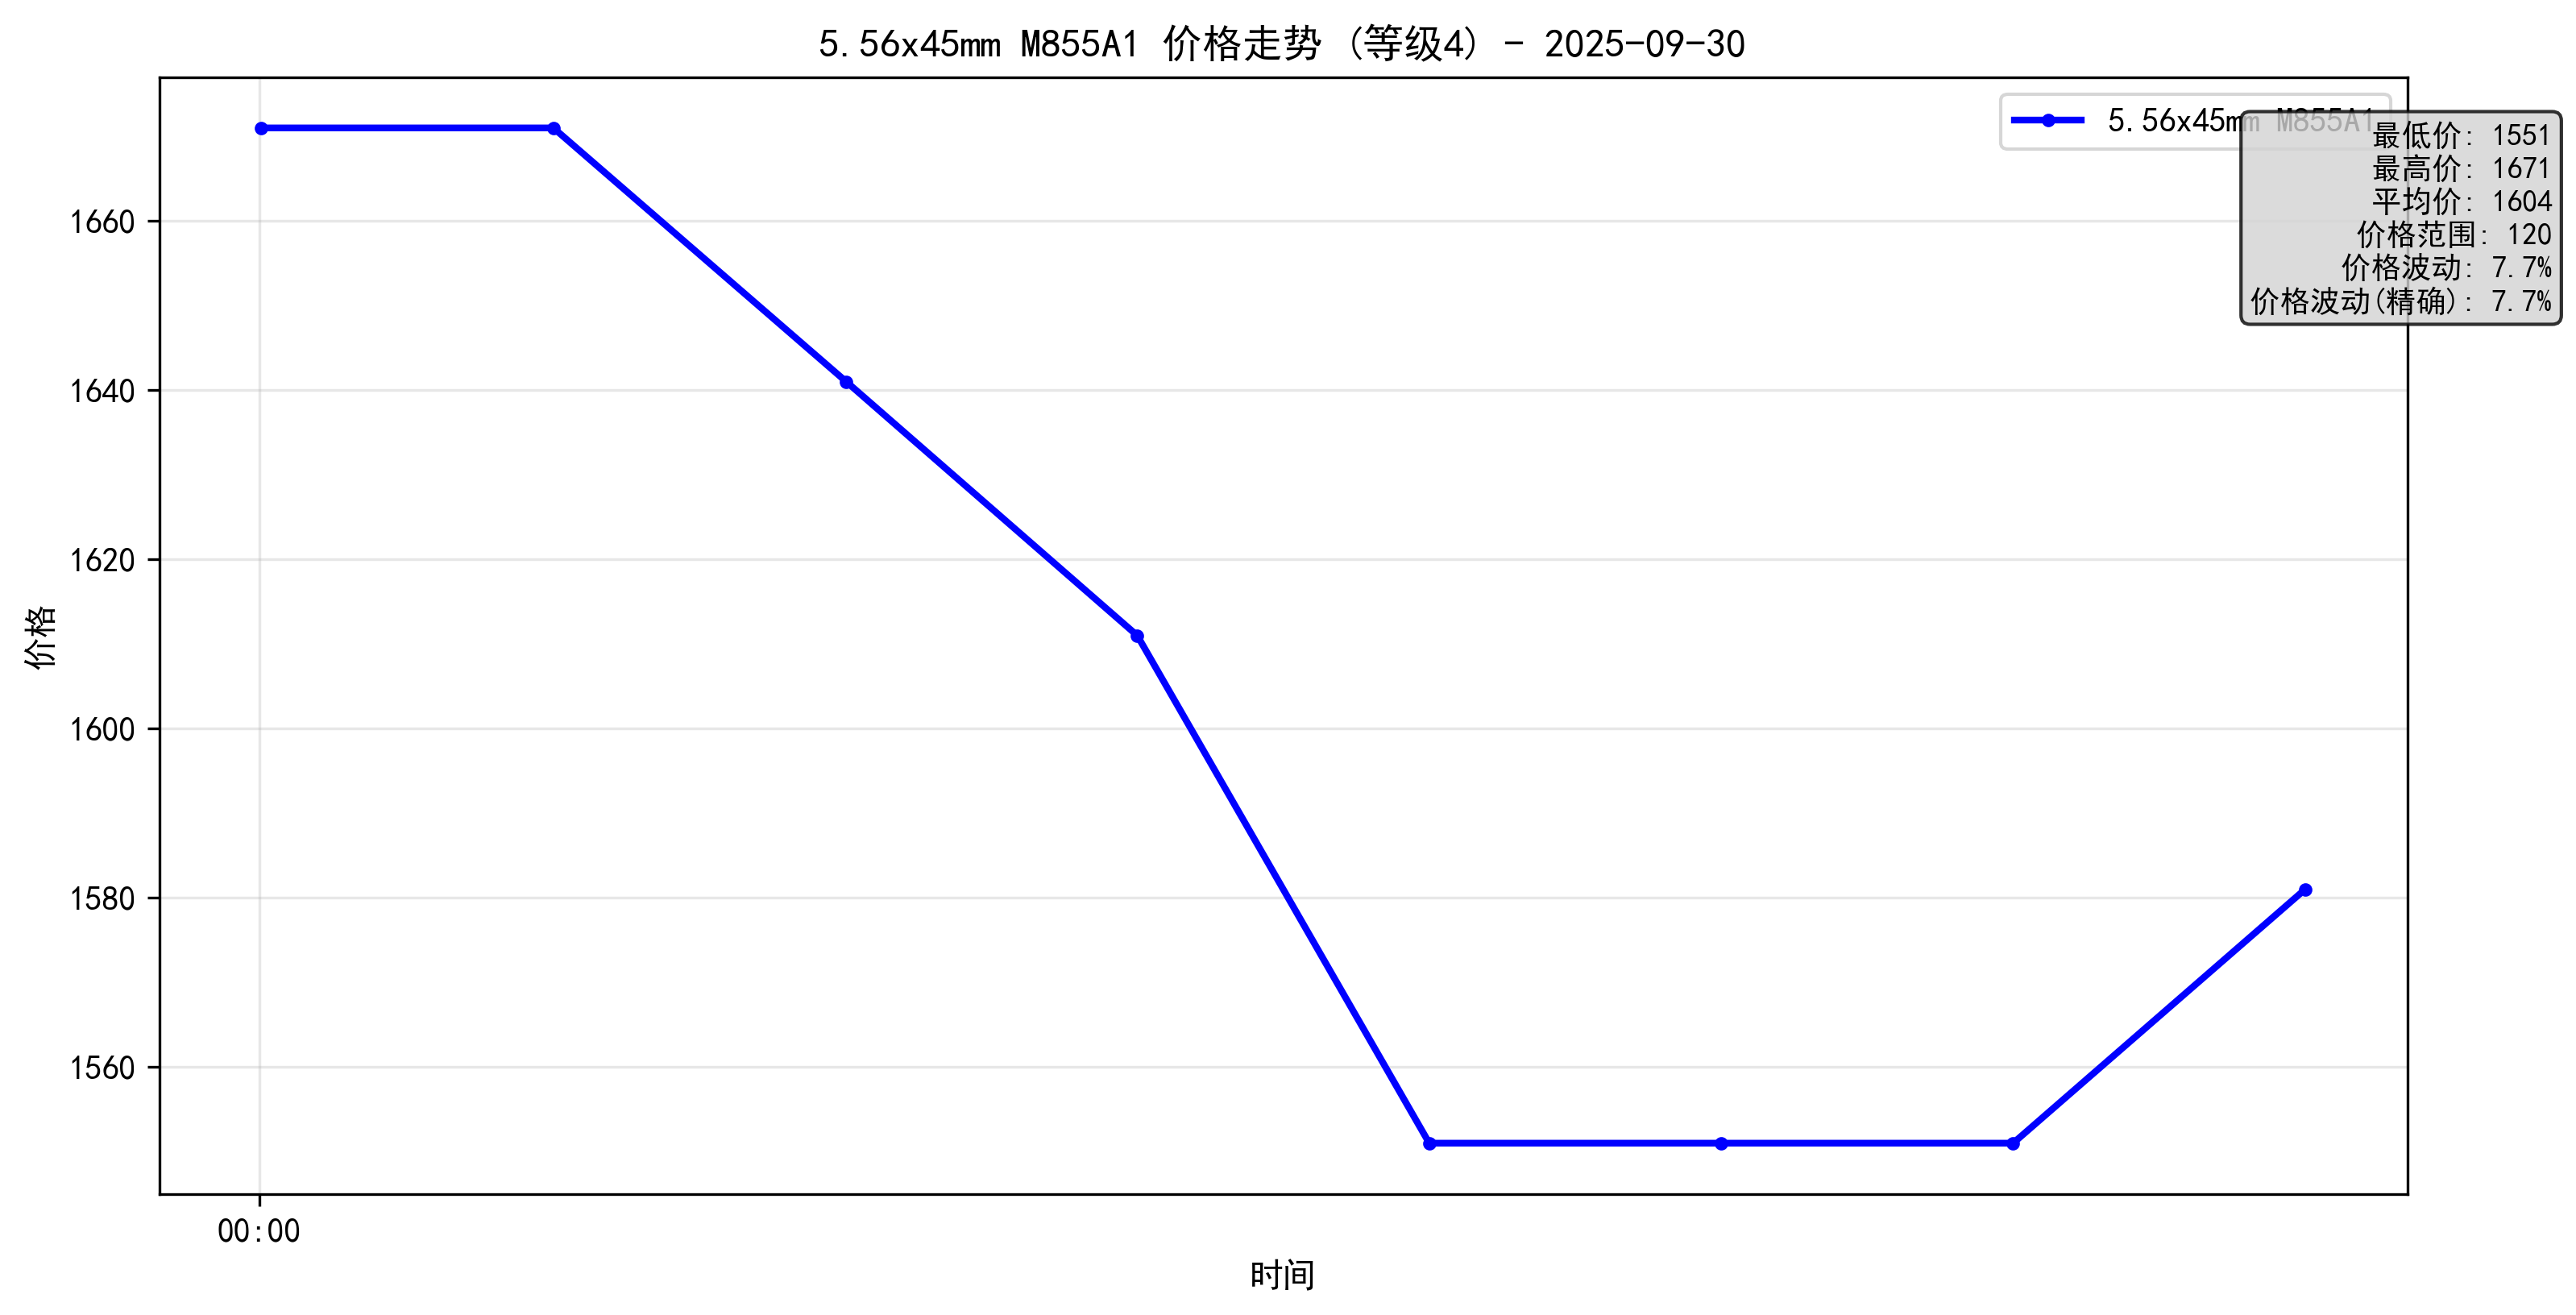 5.56x45mm M855A1 价格走势 (等级4) - 2025-09-30
5.56x45mm M855A1
最低价: 1551
最高价: 1671
平均价: 1604
价格范围: 120
价格波动: 7.7%
价格波动(精确): 7.7%
1660
1640
1620
1600
1580
1560
价格
00:00
时间